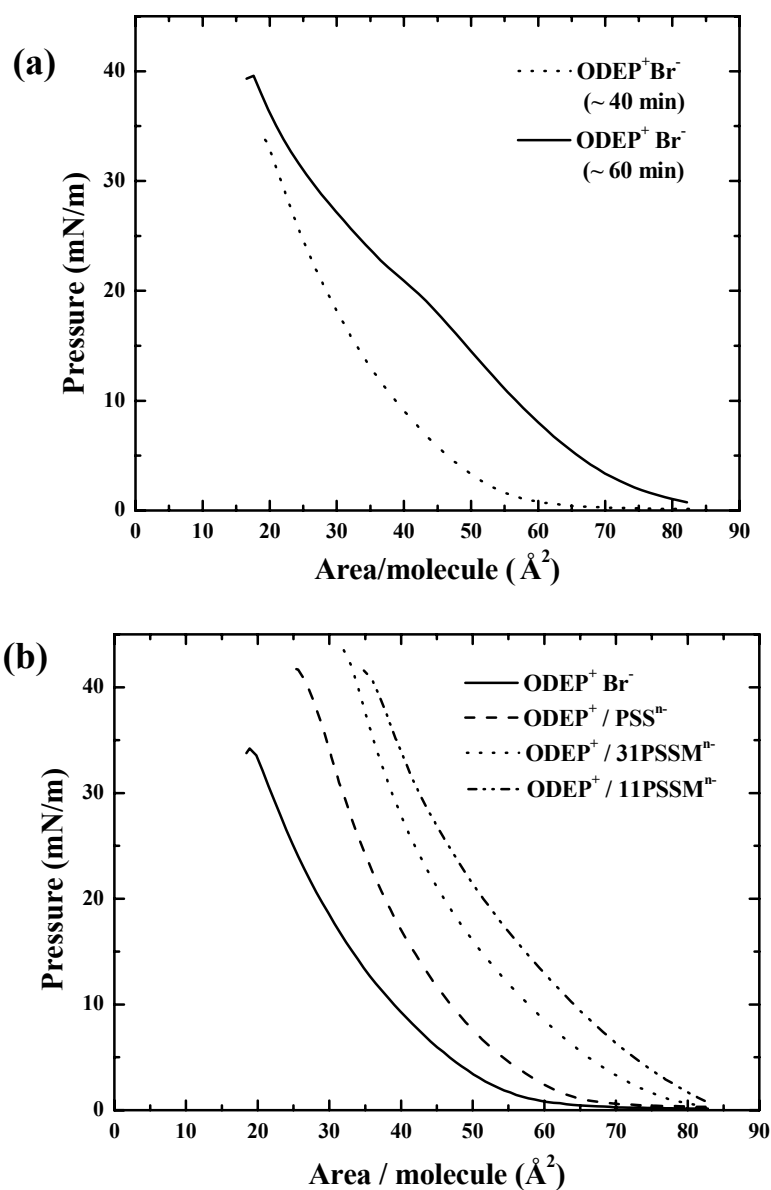 (a)
ODEP⁺Br⁻
(~ 40 min)
ODEP⁺ Br⁻
(~ 60 min)
40
30
20
10
0
0 10 20 30 40 50 60 70 80 90
Pressure (mN/m)
Area/molecule ( Å²)
(b)
ODEP⁺ Br⁻
ODEP⁺ / PSSⁿ⁻
ODEP⁺ / 31PSSMⁿ⁻
ODEP⁺ / 11PSSMⁿ⁻
40
30
20
10
0
0 10 20 30 40 50 60 70 80 90
Pressure (mN/m)
Area / molecule (Å²)